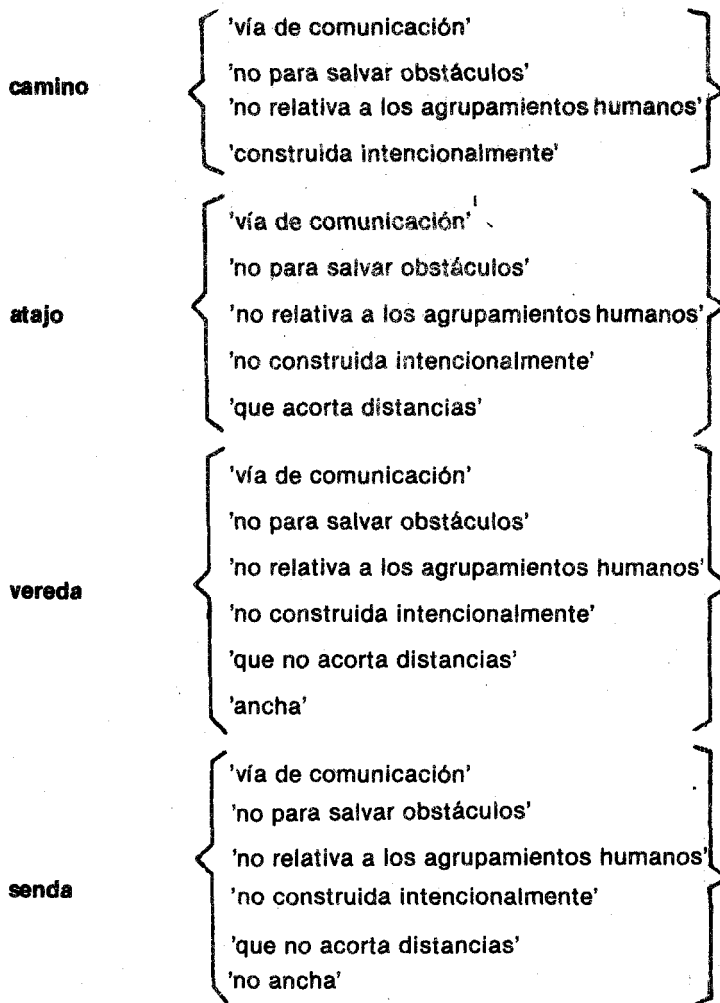 'vía de comunicación'
'no para salvar obstáculos'
camino
'no relativa a los agrupamientos humanos'
'construida intencionalmente'
'vía de comunicación'
'no para salvar obstáculos'
atajo
'no relativa a los agrupamientos humanos'
'no construida intencionalmente'
'que acorta distancias'
'vía de comunicación'
'no para salvar obstáculos'
'no relativa a los agrupamientos humanos'
vereda
'no construida intencionalmente'
'que no acorta distancias'
'ancha'
'vía de comunicación'
'no para salvar obstáculos'
'no relativa a los agrupamientos humanos'
senda
'no construida intencionalmente'
'que no acorta distancias'
'no ancha'